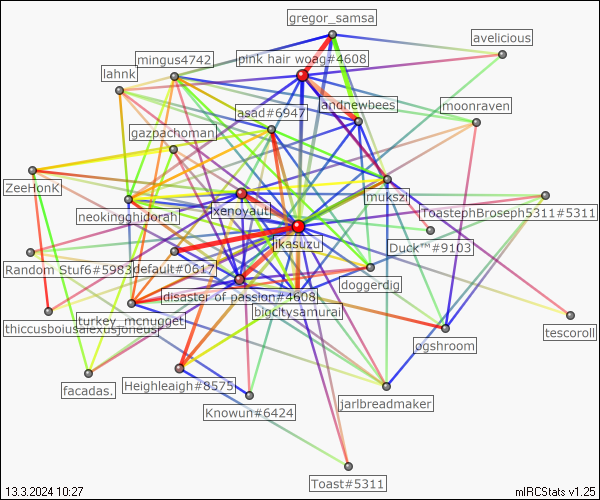 gregor_samsa
avelicious
mingus4742
pink hair woag#4608
lahnk
andnewbees
moonraven
asad#6947
gazpachoman
ZeeHonK
mukszi
xenoyaut
neokingghidorah
ToastephBroseph5311#5311
ikasuzu
Duck™#9103
Random Stuf6#5983
default#0617
doggerdig
disaster of passion#4608
bigcitysamurai
turkey_mcnugget
thiccusboius
tescoroll
ogshroom
facadas.
Heighleaigh#8575
jarlbreadmaker
Knowun#6424
Toast#5311
13.3.2024 10:27
mIRCStats v1.25